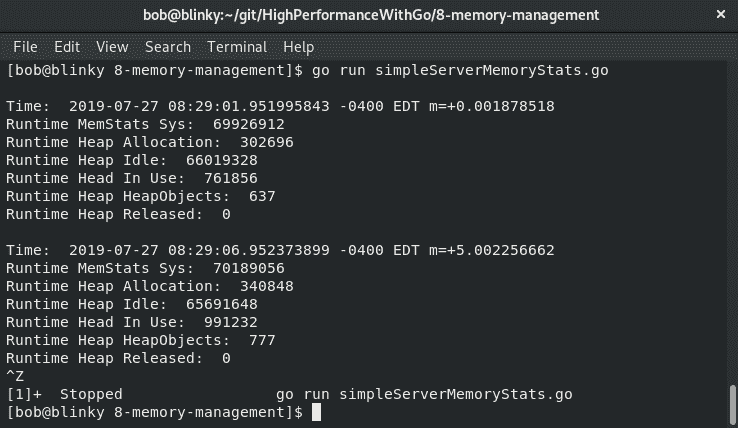 bob@blinky:~/git/HighPerformanceWithGo/8-memory-management
File Edit View Search Terminal Help
[bob@blinky 8-memory-management]$ go run simpleServerMemoryStats.go
Time:  2019-07-27 08:29:01.951995843 -0400 EDT m=+0.001878518
Runtime MemStats Sys:  69926912
Runtime Heap Allocation:  302696
Runtime Heap Idle:  66019328
Runtime Head In Use:  761856
Runtime Heap HeapObjects:  637
Runtime Heap Released:  0
Time:  2019-07-27 08:29:06.952373899 -0400 EDT m=+5.002256662
Runtime MemStats Sys:  70189056
Runtime Heap Allocation:  340848
Runtime Heap Idle:  65691648
Runtime Head In Use:  991232
Runtime Heap HeapObjects:  777
Runtime Heap Released:  0
^Z
[1]+  Stopped                 go run simpleServerMemoryStats.go
[bob@blinky 8-memory-management]$